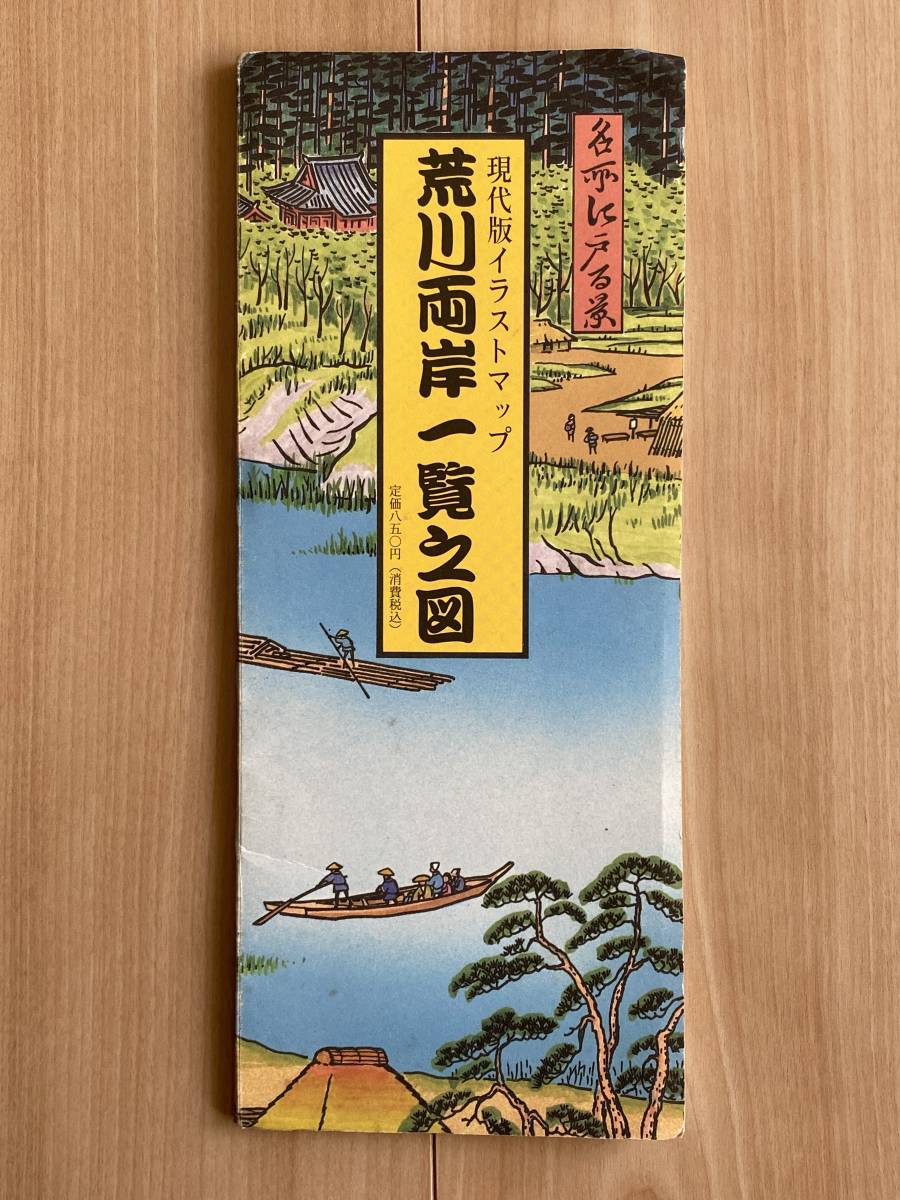 名所江戸百景
現代版イラストマップ
荒川両岸一覧之図
定価八五〇円（消費税込）